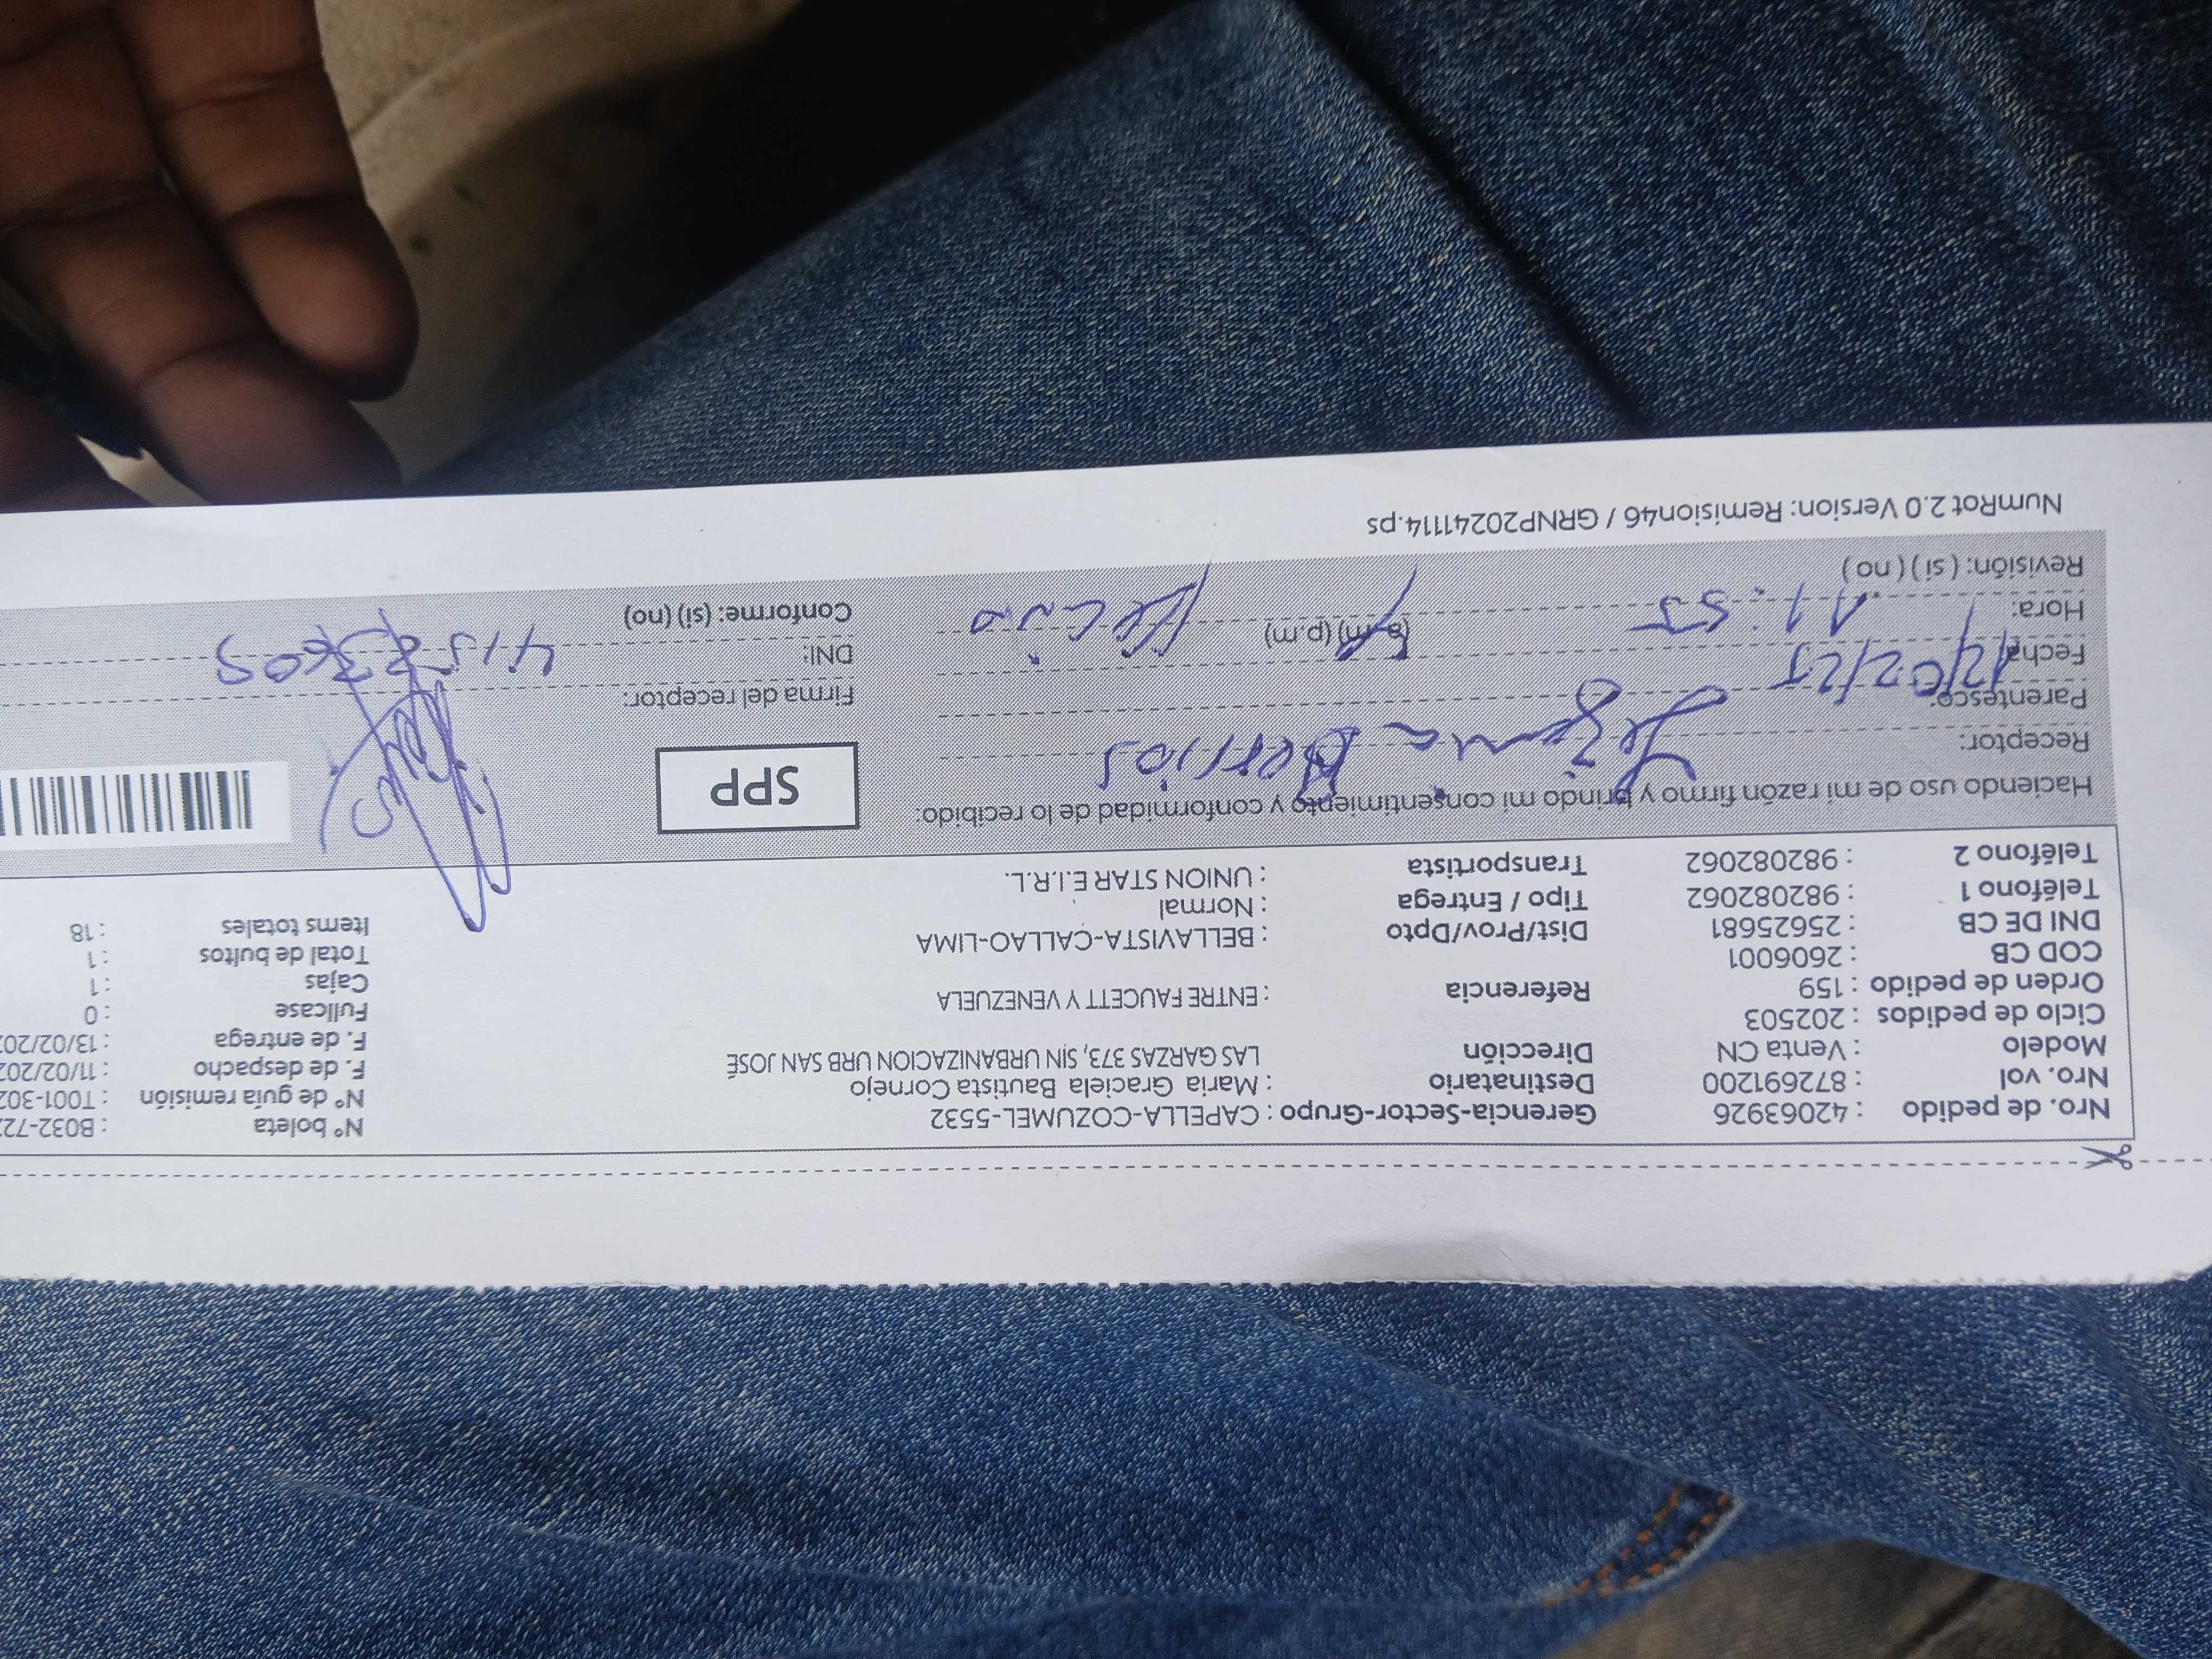 Nro. de pedido : 42063926 Gerencia-Sector-Grupo : CAPELLA-COZUMEL-5532 N° boleta : B032-72
Nro. vol : 872691200 Destinatario : Maria Graciela Bautista Cornejo N° de guía remisión : T001-302
Modelo : Venta CN Dirección LAS GARZAS 373, SIN URBANIZACION URB SAN JOSÉ F. de despacho : 11/02/202
Ciclo de pedidos : 202503 F. de entrega : 13/02/202
Orden de pedido : 159 Referencia : ENTRE FAUCETT Y VENEZUELA Fullcase : 0
COD CB : 2606001 Cajas : 1
DNI DE CB : 25625681 Dist/Prov/Dpto : BELLAVISTA-CALLAO-LIMA Total de bultos : 1
Teléfono 1 : 982082062 Tipo / Entrega : Normal Items totales : 18
Teléfono 2 : 982082062 Transportista : UNION STAR E.I.R.L.
Haciendo uso de mi razón firmo y brindo mi consentimiento y conformidad de lo recibido:
SPP
Receptor: Lezama Berrios
Parentesco: Firma del receptor:
Fecha 12/02/25 DNI:
Hora: 11:55 (a.m) (p.m) Conforme: (si) (no)
Revisión: (si) (no)
NumRot 2.0 Version: Remision46 / GRNP20241114.ps